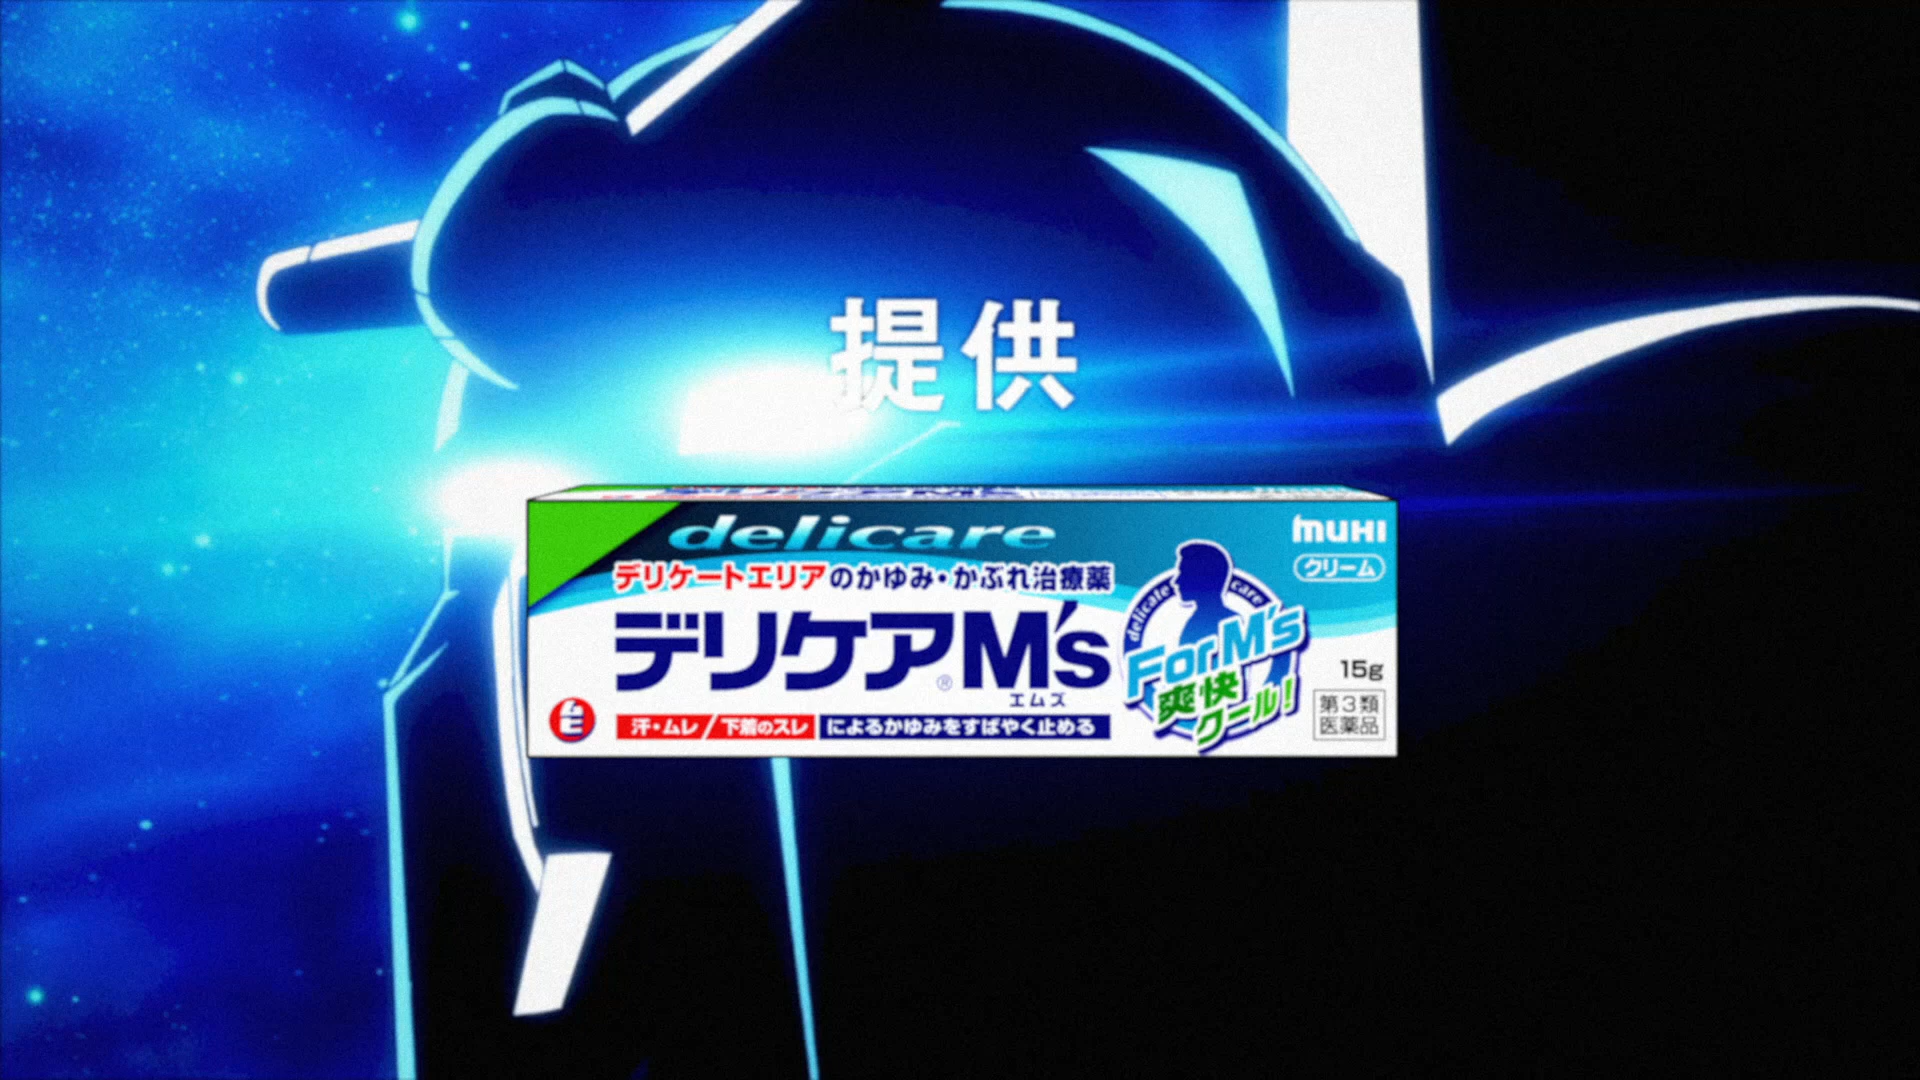 提供
delicare
MUHI
クリーム
デリケートエリアのかゆみ・かぶれ治療薬
デリケアM's
®
エムズ
汗・ムレ/下着のスレ によるかゆみをすばやく止める
delicate care
For M's
爽快
クール!
15g
第3類
医薬品